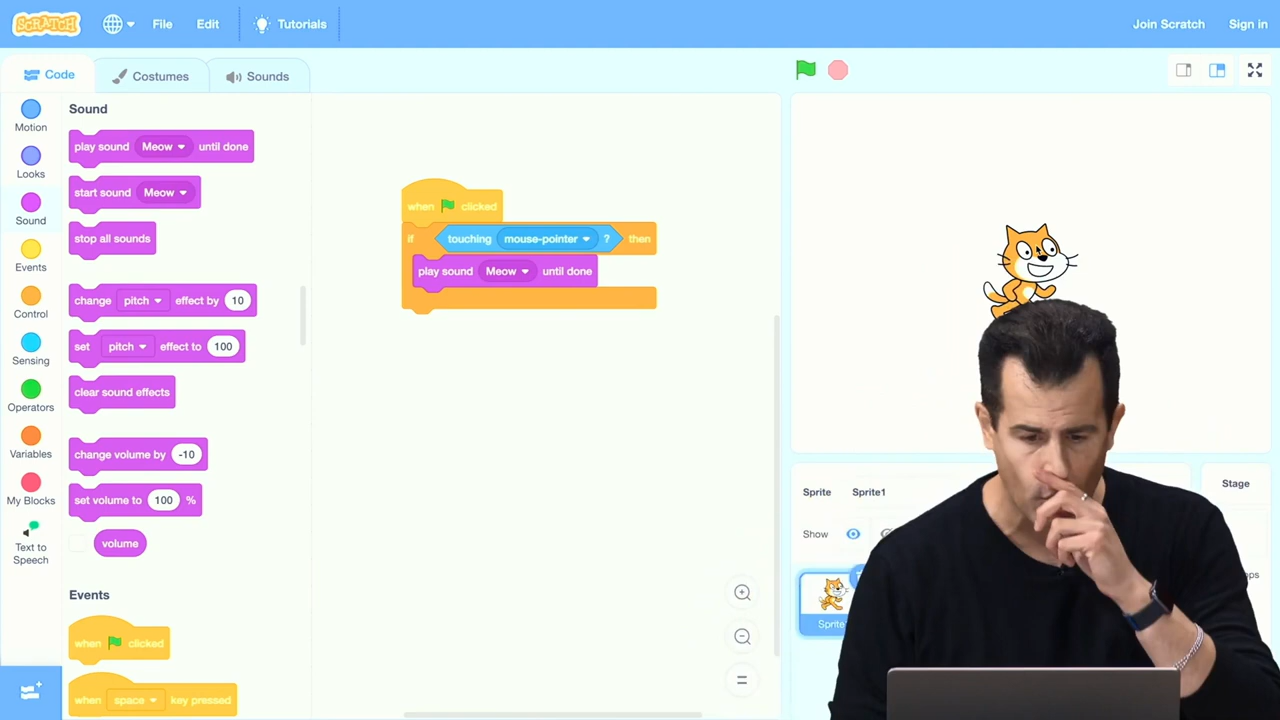 SCRATCH File Edit Tutorials Join Scratch Sign in
Code Costumes Sounds
Motion
Looks
Sound
Events
Control
Sensing
Operators
Variables
My Blocks
Text to
Speech
Sound
play sound Meow until done
start sound Meow
stop all sounds
change pitch effect by 10
set pitch effect to 100
clear sound effects
change volume by -10
set volume to 100 %
volume
Events
when clicked
when space key pressed
when clicked
if touching mouse-pointer ? then
play sound Meow until done
Sprite Sprite1
Show
Stage